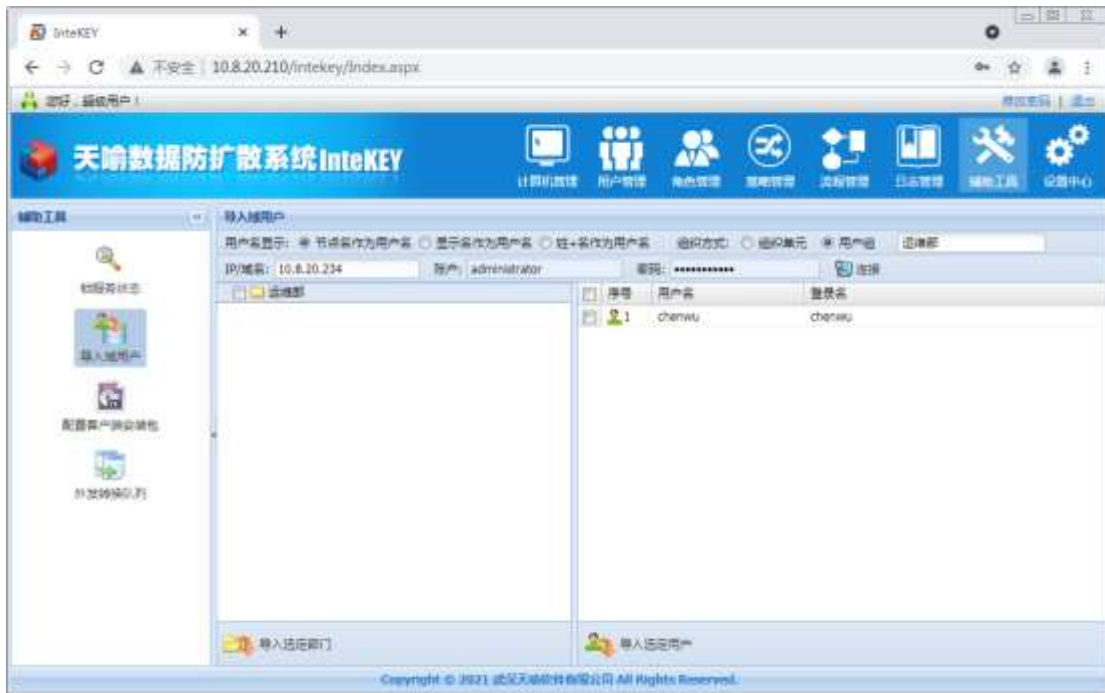 InteKEY
不安全 | 10.8.20.210/intekey/Index.aspx
您好，超级用户！
修改密码 | 退出
天喻数据防扩散系统InteKEY
计算机管理 用户管理 角色管理 策略管理 流程管理 日志管理 辅助工具 设置中心
辅助工具
导入域用户
用户名显示: 节点名作为用户名 显示名作为用户名 姓+名作为用户名 组织方式: 组织单元 用户组 运维部
IP/域名: 10.8.20.234 账户: administrator 密码: ••••••••••• 连接
运维部
序号 用户名 登录名
1 chenwu chenwu
导入域用户
配置客户端安装包
外发转换队列
导入选定部门
导入选定用户
Copyright © 2021 武汉天喻软件有限公司 All Rights Reserved.